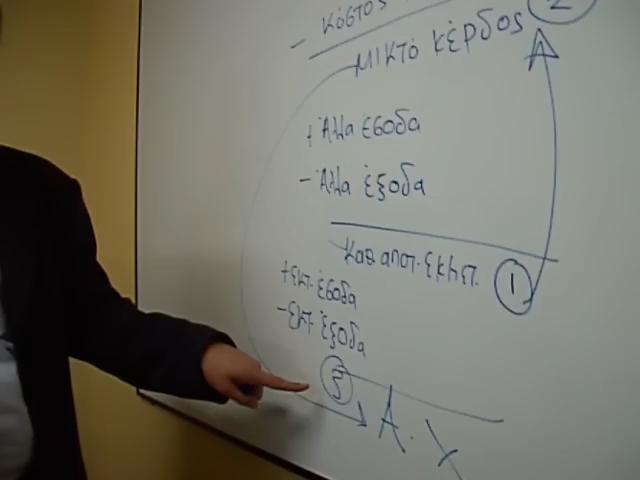 - κόστος
μικτό κέρδος 2
+ Άλλα έσοδα
- Άλλα έξοδα
Καθ αποτ. εκμετ. 1
+ εκτ. έσοδα
- εκτ. έξοδα
3
Α. Χ